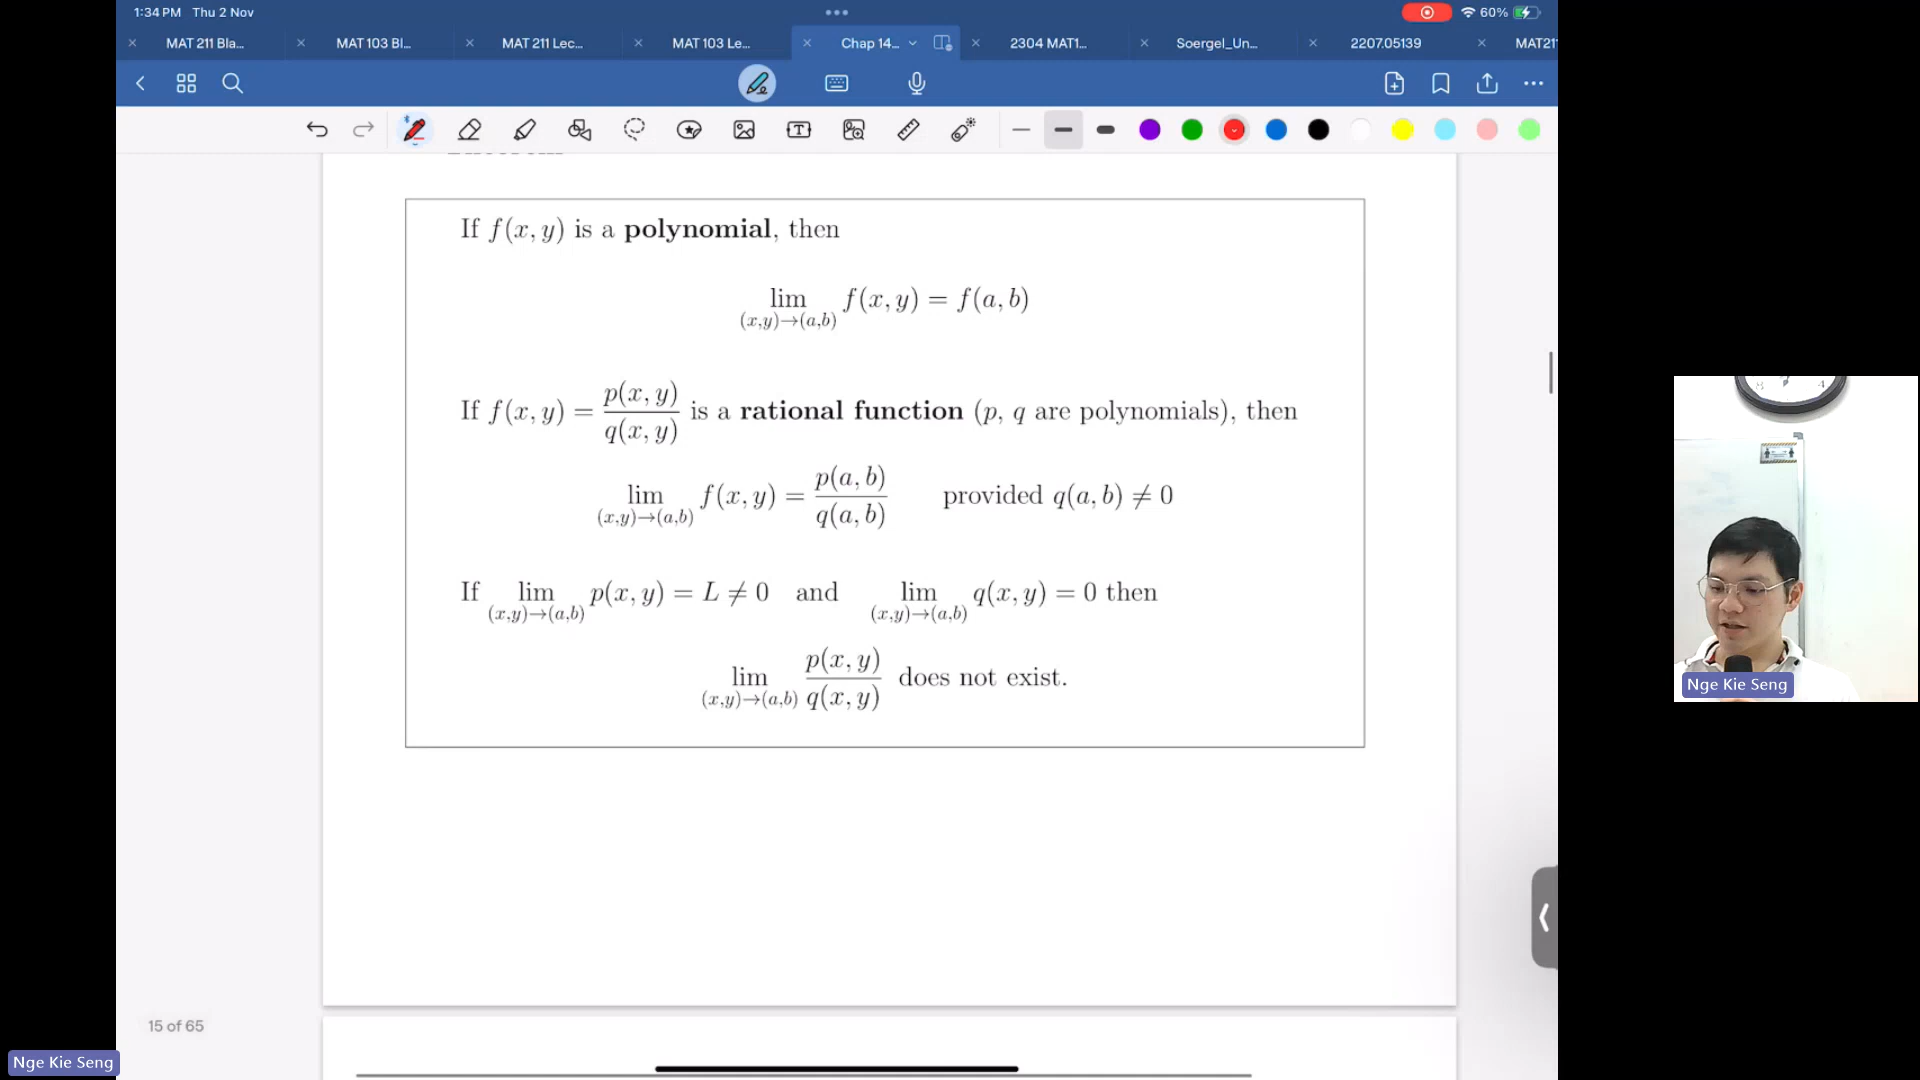 1:34 PM Thu 2 Nov
60%
MAT 211 Bla...
MAT 103 Bl...
MAT 211 Lec...
MAT 103 Le...
Chap 14...
2304 MAT1...
Soergel_Un...
2207.05139
MAT21
If f(x, y) is a polynomial, then
lim (x,y)→(a,b) f(x, y) = f(a, b)
If f(x, y) = p(x, y) / q(x, y) is a rational function (p, q are polynomials), then
lim (x,y)→(a,b) f(x, y) = p(a, b) / q(a, b) provided q(a, b) ≠ 0
If lim (x,y)→(a,b) p(x, y) = L ≠ 0 and lim (x,y)→(a,b) q(x, y) = 0 then
lim (x,y)→(a,b) p(x, y) / q(x, y) does not exist.
15 of 65
Nge Kie Seng
8 4
Nge Kie Seng